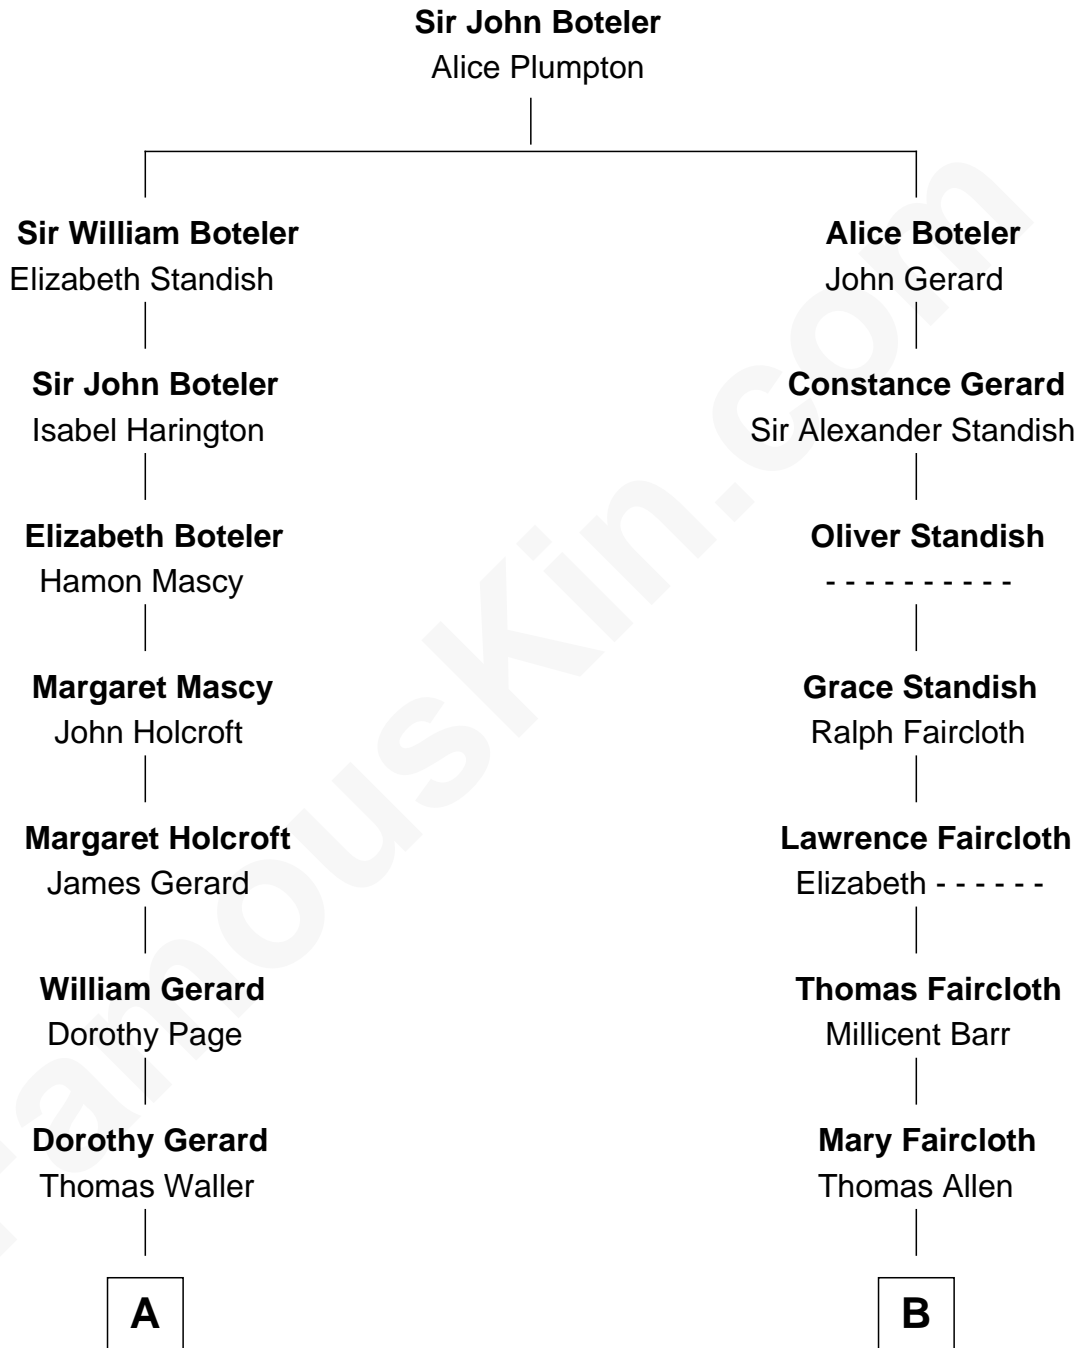 Sir John Boteler
Alice Plumpton
Sir William Boteler
Elizabeth Standish
Alice Boteler
John Gerard
Sir John Boteler
Isabel Harington
Constance Gerard
Sir Alexander Standish
Elizabeth Boteler
Hamon Mascy
Oliver Standish
- - - - - - - - - -
Margaret Mascy
John Holcroft
Grace Standish
Ralph Faircloth
Margaret Holcroft
James Gerard
Lawrence Faircloth
Elizabeth - - - - - -
William Gerard
Dorothy Page
Thomas Faircloth
Millicent Barr
Dorothy Gerard
Thomas Waller
Mary Faircloth
Thomas Allen
A
B
FamousKin.com